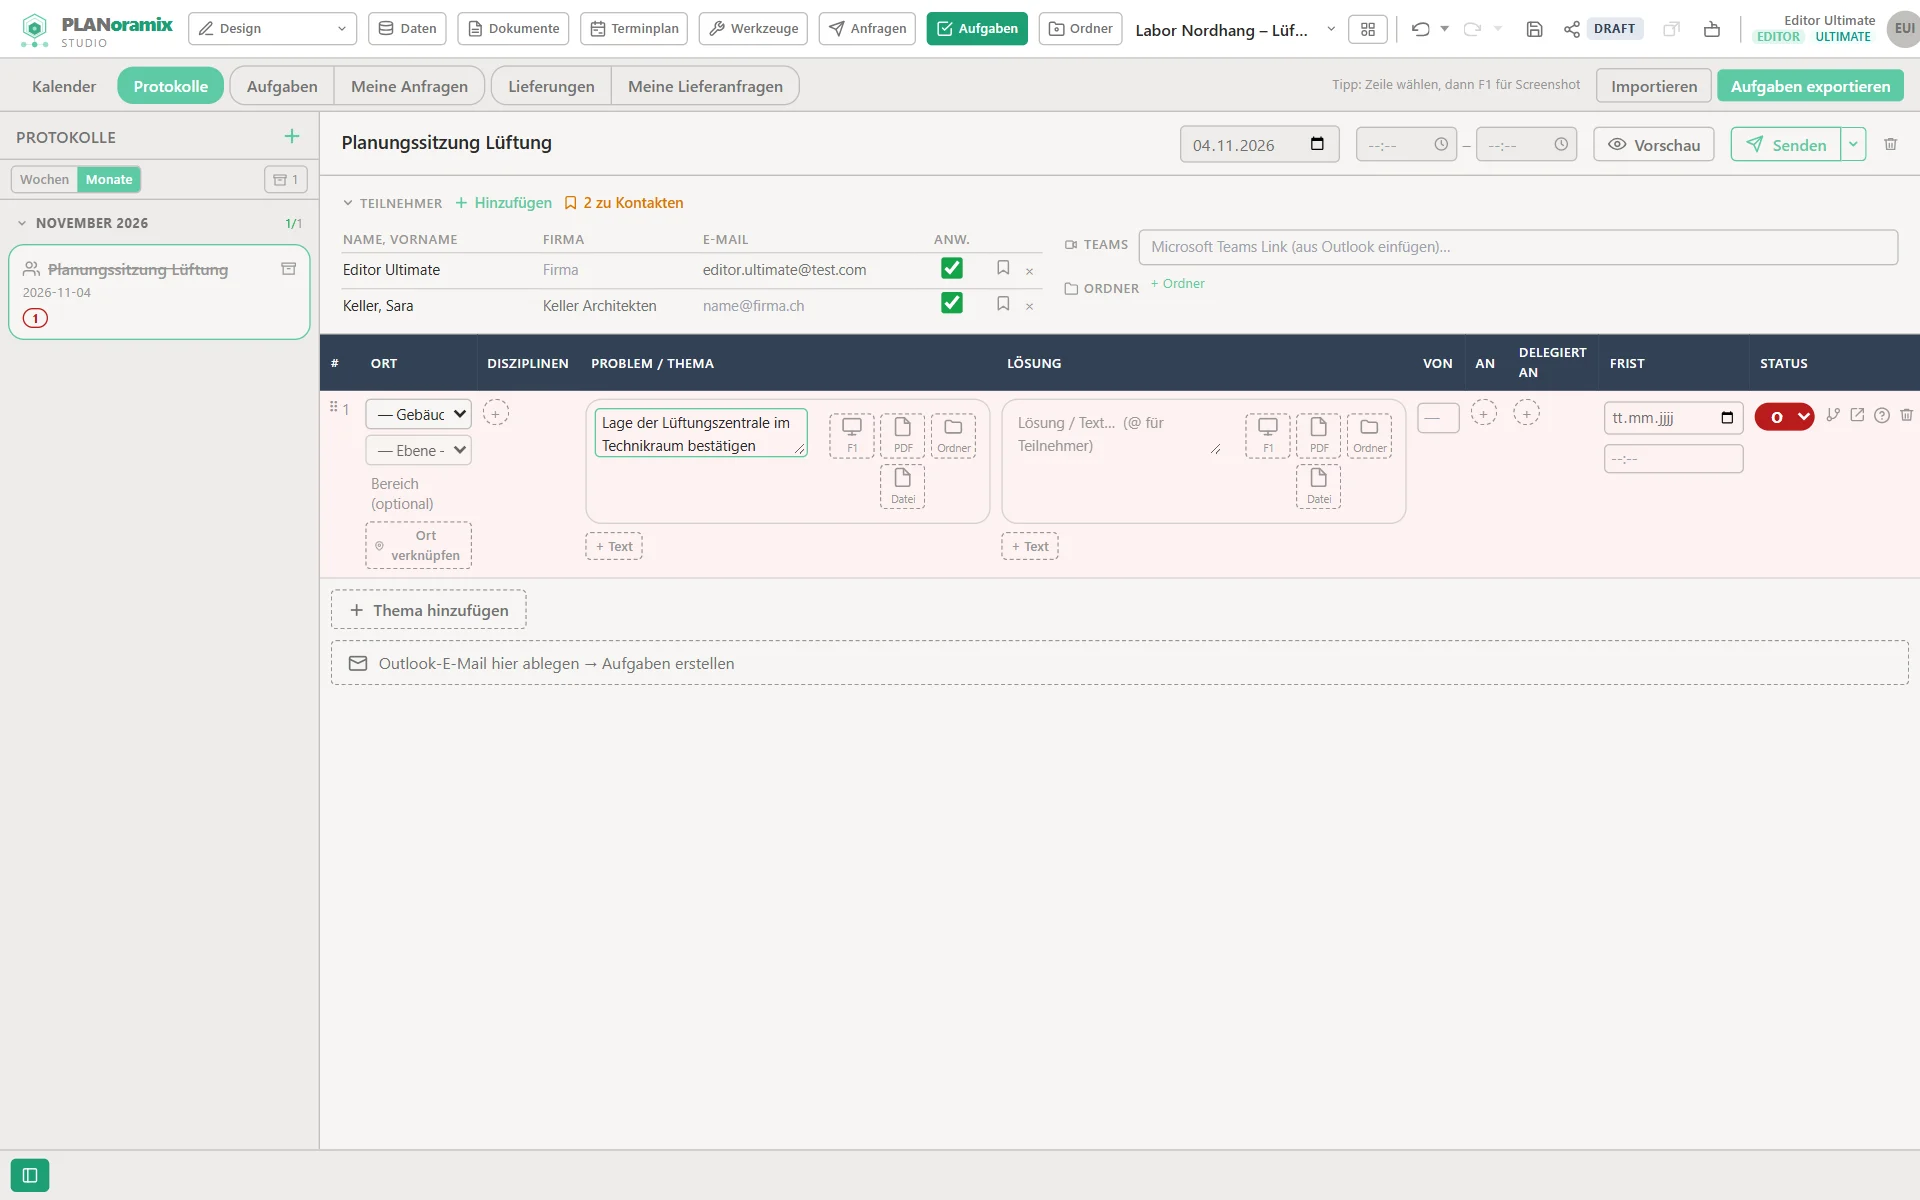 PLANoramix
STUDIO
Design
Daten
Dokumente
Terminplan
Werkzeuge
Anfragen
Aufgaben
Ordner
Labor Nordhang – Lüf...
DRAFT
Editor Ultimate
EDITOR ULTIMATE
EUI
Kalender
Protokolle
Aufgaben
Meine Anfragen
Lieferungen
Meine Lieferanfragen
Tipp: Zeile wählen, dann F1 für Screenshot
Importieren
Aufgaben exportieren
PROTOKOLLE
Wochen
Monate
1
NOVEMBER 2026
1/1
Planungssitzung Lüftung
2026-11-04
1
Planungssitzung Lüftung
04.11.2026
--:--
–
--:--
Vorschau
Senden
TEILNEHMER
+ Hinzufügen
2 zu Kontakten
NAME, VORNAME
FIRMA
E-MAIL
ANW.
Editor Ultimate
Firma
editor.ultimate@test.com
×
Keller, Sara
Keller Architekten
name@firma.ch
×
TEAMS
Microsoft Teams Link (aus Outlook einfügen)...
ORDNER
+ Ordner
#
ORT
DISZIPLINEN
PROBLEM / THEMA
LÖSUNG
VON
AN
DELEGIERT
AN
FRIST
STATUS
1
— Gebäuc
— Ebene -
Bereich
(optional)
Ort
verknüpfen
+
Lage der Lüftungszentrale im
Technikraum bestätigen
F1
PDF
Ordner
Datei
+ Text
Lösung / Text... (@ für
Teilnehmer)
F1
PDF
Ordner
Datei
+ Text
—
+
+
tt.mm.jjjj
--:--
O
+ Thema hinzufügen
Outlook-E-Mail hier ablegen → Aufgaben erstellen